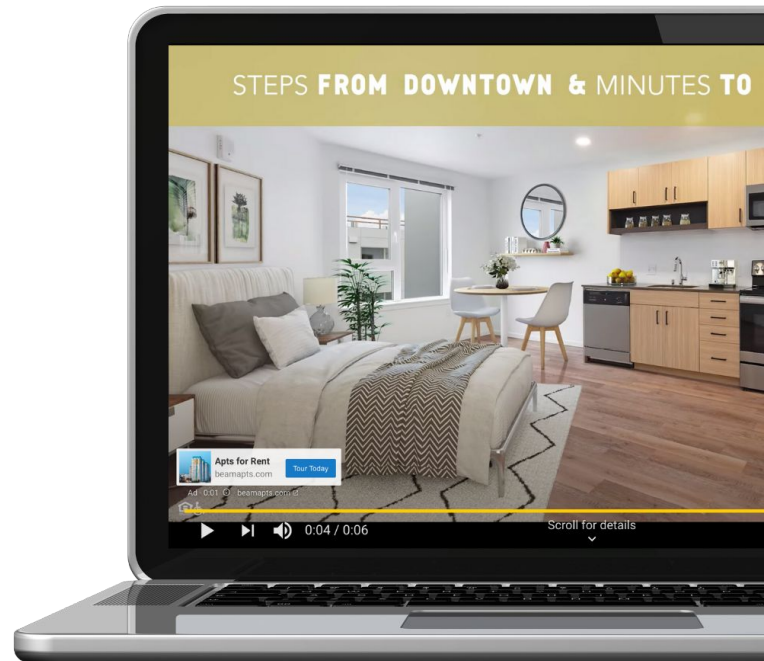 STEPS FROM DOWNTOWN & MINUTES TO
Apts for Rent
beamapts.com
Tour Today
Ad · 0:01 beamapts.com
0:04 / 0:06
Scroll for details